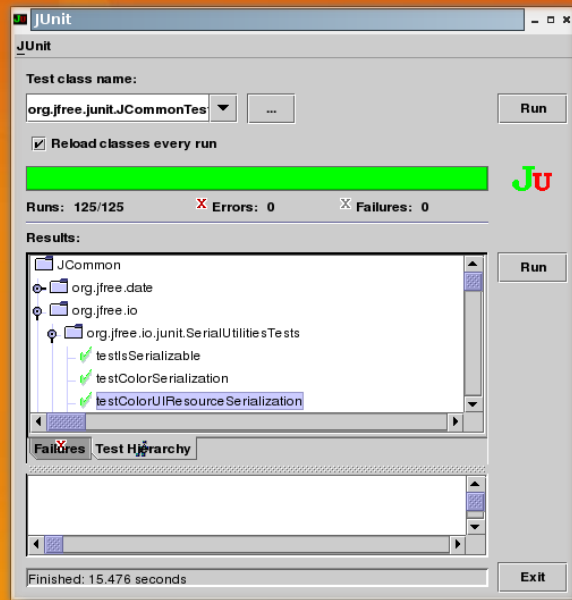 JUnit
JUnit
Test class name:
org.jfree.junit.JCommonTes
...
Run
Reload classes every run
JU
Runs: 125/125
Errors: 0
Failures: 0
Results:
JCommon
Run
org.jfree.date
org.jfree.io
org.jfree.io.junit.SerialUtilitiesTests
testIsSerializable
testColorSerialization
testColorUIResourceSerialization
Failures
Test Hierarchy
Finished: 15.476 seconds
Exit